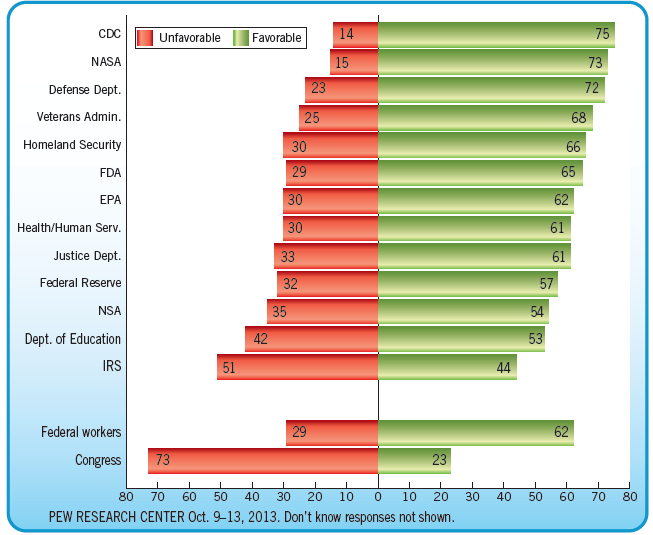 Unfavorable Favorable
CDC 14 75
NASA 15 73
Defense Dept. 23 72
Veterans Admin. 25 68
Homeland Security 30 66
FDA 29 65
EPA 30 62
Health/Human Serv. 30 61
Justice Dept. 33 61
Federal Reserve 32 57
NSA 35 54
Dept. of Education 42 53
IRS 51 44
Federal workers 29 62
Congress 73 23
80 70 60 50 40 30 20 10 0 10 20 30 40 50 60 70 80
PEW RESEARCH CENTER Oct. 9–13, 2013. Don't know responses not shown.